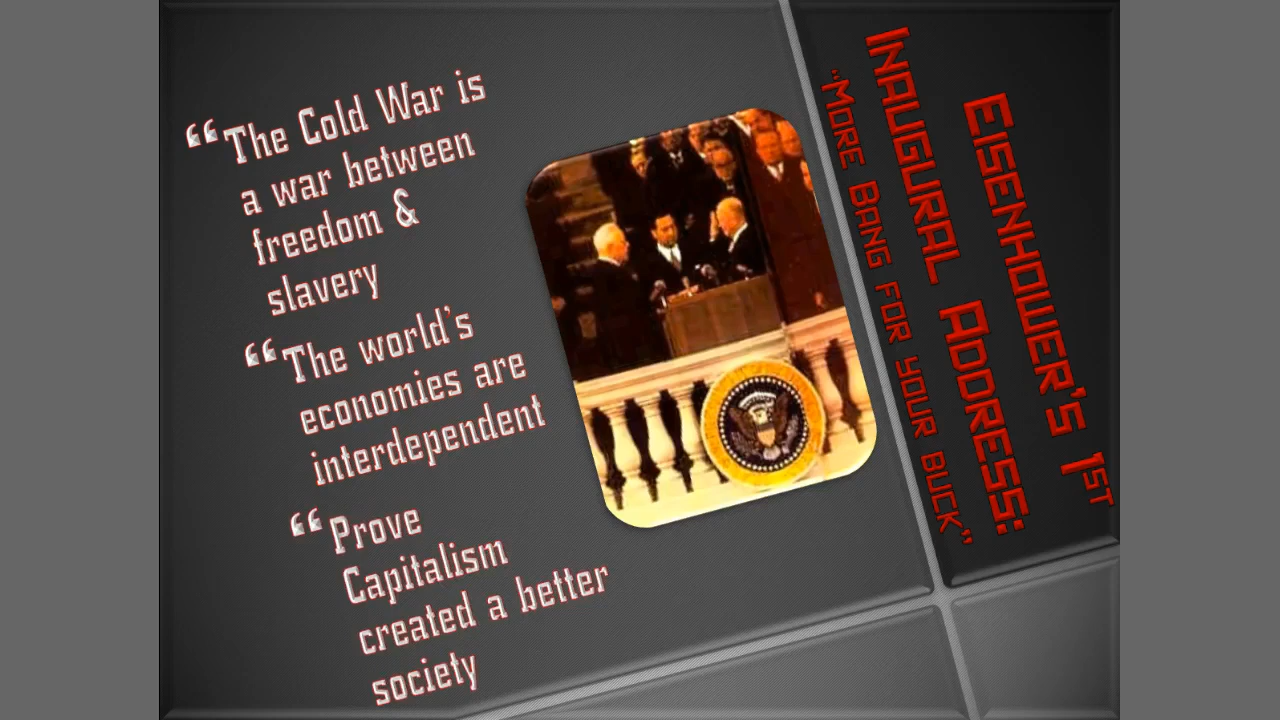 Eisenhower's 1st
Inaugural Address:
"More Bang for your buck"
“The Cold War is
a war between
freedom &
slavery
“The world's
economies are
interdependent
“Prove
Capitalism
created a better
society